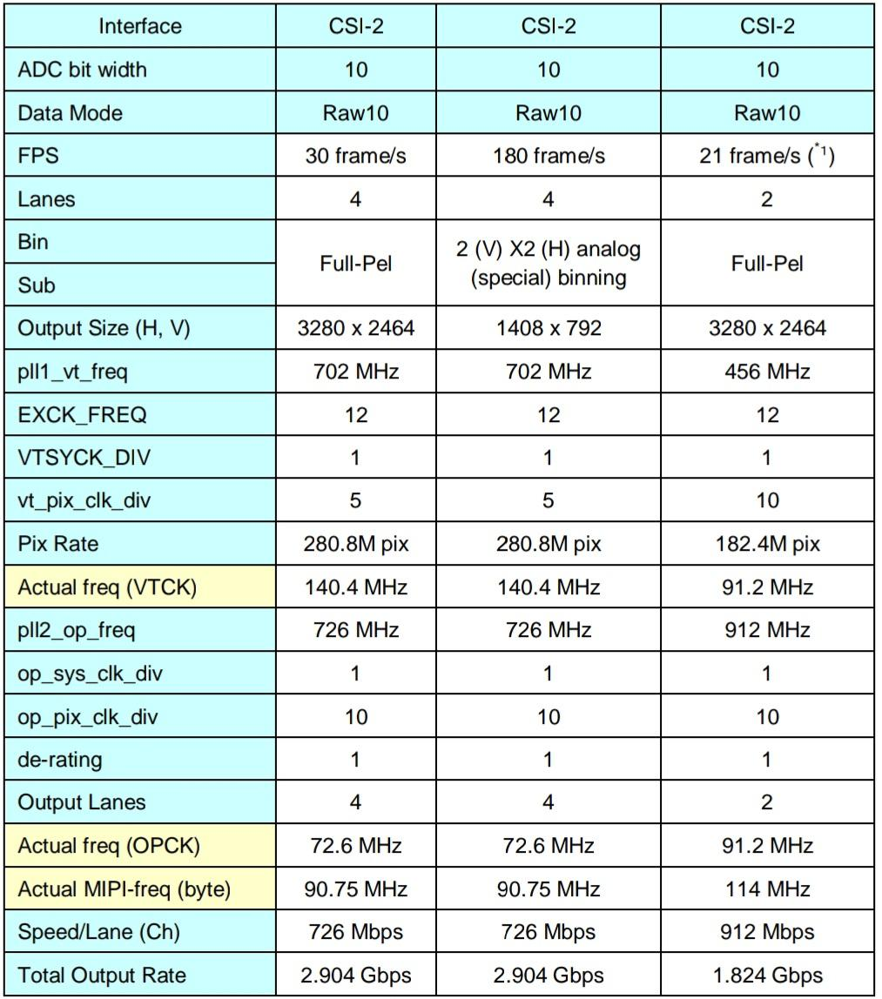 Interface CSI-2 CSI-2 CSI-2
ADC bit width 10 10 10
Data Mode Raw10 Raw10 Raw10
FPS 30 frame/s 180 frame/s 21 frame/s (*1)
Lanes 4 4 2
Bin
Sub
Full-Pel
2 (V) X2 (H) analog
(special) binning
Full-Pel
Output Size (H, V) 3280 x 2464 1408 x 792 3280 x 2464
pll1_vt_freq 702 MHz 702 MHz 456 MHz
EXCK_FREQ 12 12 12
VTSYCK_DIV 1 1 1
vt_pix_clk_div 5 5 10
Pix Rate 280.8M pix 280.8M pix 182.4M pix
Actual freq (VTCK) 140.4 MHz 140.4 MHz 91.2 MHz
pll2_op_freq 726 MHz 726 MHz 912 MHz
op_sys_clk_div 1 1 1
op_pix_clk_div 10 10 10
de-rating 1 1 1
Output Lanes 4 4 2
Actual freq (OPCK) 72.6 MHz 72.6 MHz 91.2 MHz
Actual MIPI-freq (byte) 90.75 MHz 90.75 MHz 114 MHz
Speed/Lane (Ch) 726 Mbps 726 Mbps 912 Mbps
Total Output Rate 2.904 Gbps 2.904 Gbps 1.824 Gbps